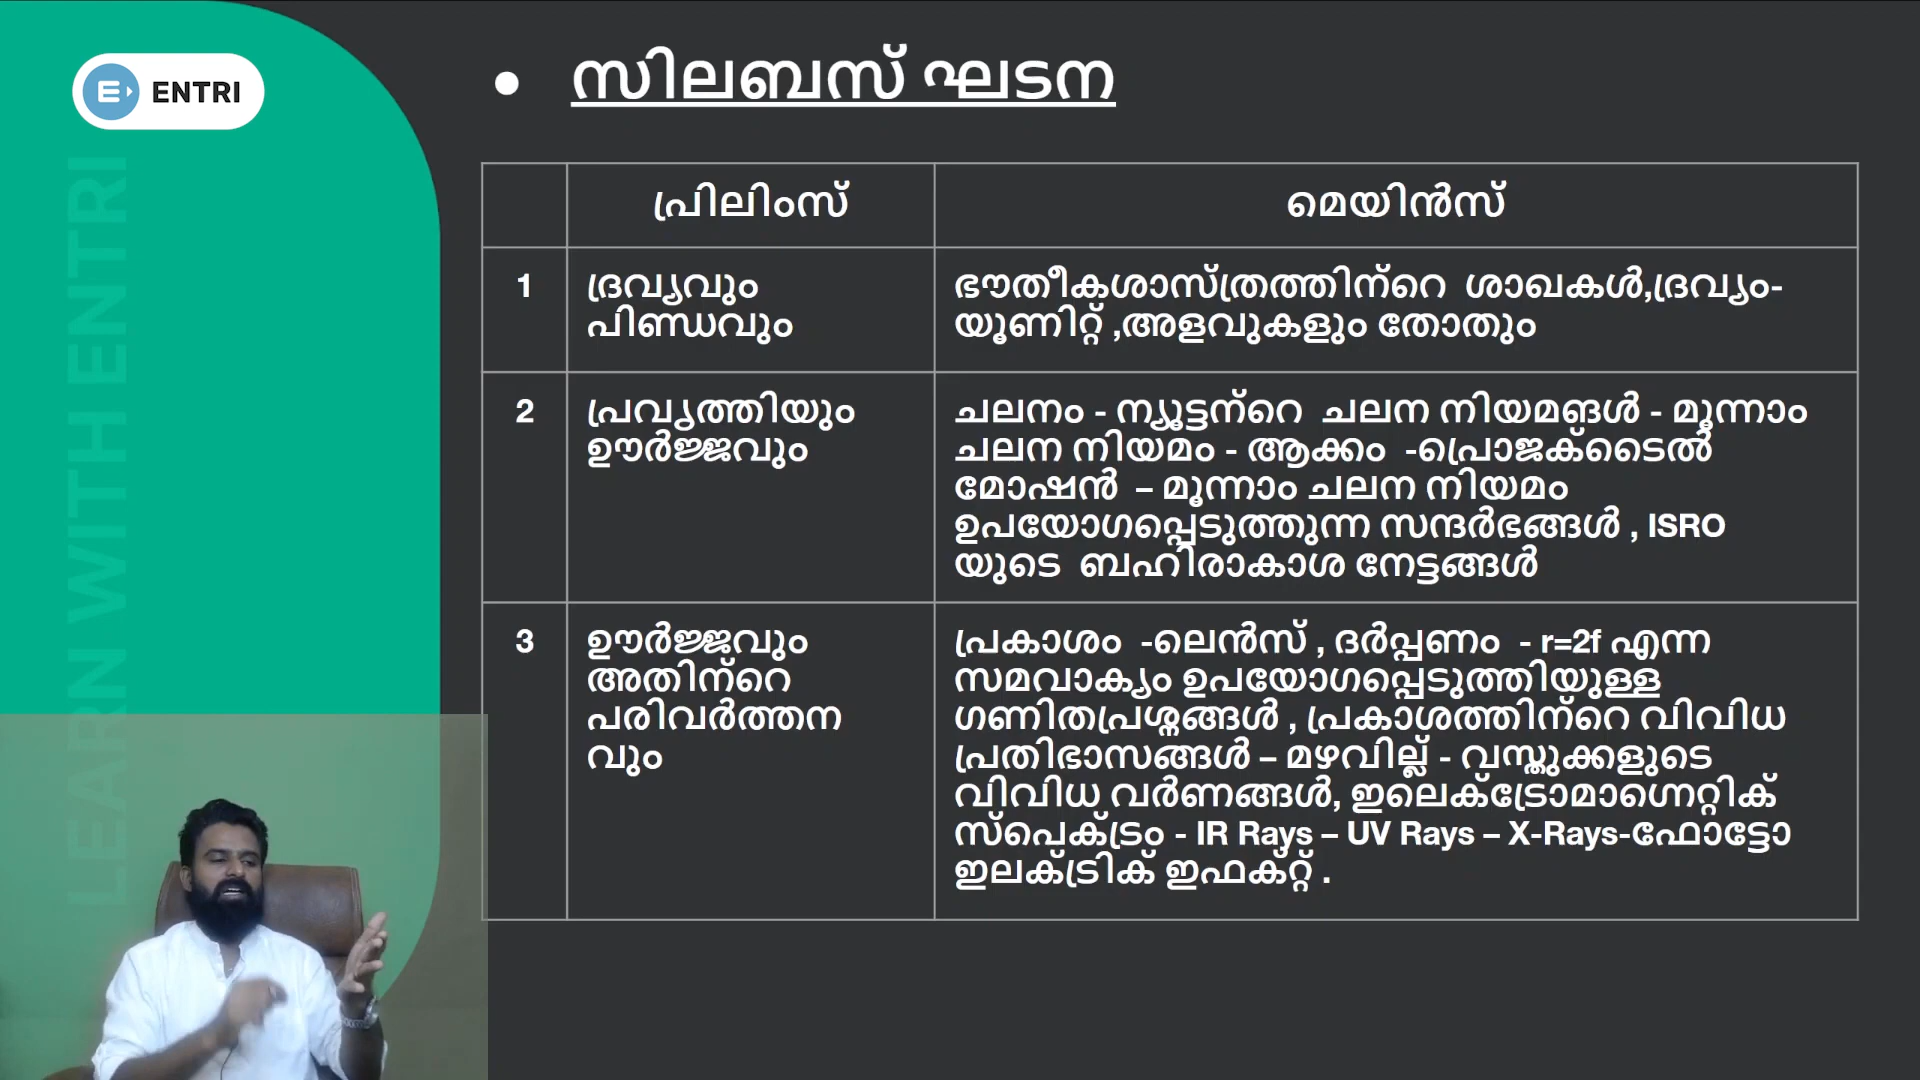 ENTRI
LEARN WITH ENTRI
• സിലബസ് ഘടന
പ്രിലിംസ്
മെയിൻസ്
1
ദ്രവ്യവും
പിണ്ഡവും
ഭൗതീകശാസ്ത്രത്തിന്റെ ശാഖകൾ,ദ്രവ്യം-
യൂണിറ്റ് ,അളവുകളും തോതും
2
പ്രവൃത്തിയും
ഊർജ്ജവും
ചലനം - ന്യൂട്ടന്റെ ചലന നിയമങൾ - മൂന്നാം
ചലന നിയമം - ആക്കം -പ്രൊജക്ടൈൽ
മോഷൻ – മൂന്നാം ചലന നിയമം
ഉപയോഗപ്പെടുത്തുന്ന സന്ദർഭങ്ങൾ , ISRO
യുടെ ബഹിരാകാശ നേട്ടങ്ങൾ
3
ഊർജ്ജവും
അതിന്റെ
പരിവർത്തന
വും
പ്രകാശം -ലെൻസ് , ദർപ്പണം - r=2f എന്ന
സമവാക്യം ഉപയോഗപ്പെടുത്തിയുള്ള
ഗണിതപ്രശ്നങ്ങൾ , പ്രകാശത്തിന്റെ വിവിധ
പ്രതിഭാസങ്ങൾ – മഴവില്ല് - വസ്തുക്കളുടെ
വിവിധ വർണങ്ങൾ, ഇലെക്ട്രോമാഗ്നെറ്റിക്
സ്പെക്ട്രം - IR Rays – UV Rays – X-Rays-ഫോട്ടോ
ഇലക്ട്രിക് ഇഫക്റ്റ് .